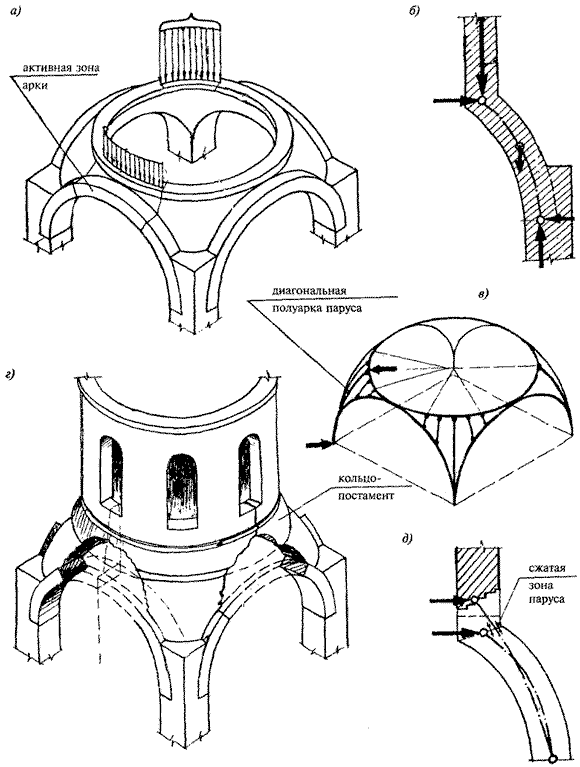 а)
б)
активная зона
арки
диагональная
полуарка паруса
в)
г)
кольцо-
постамент
д)
сжатая
зона
паруса